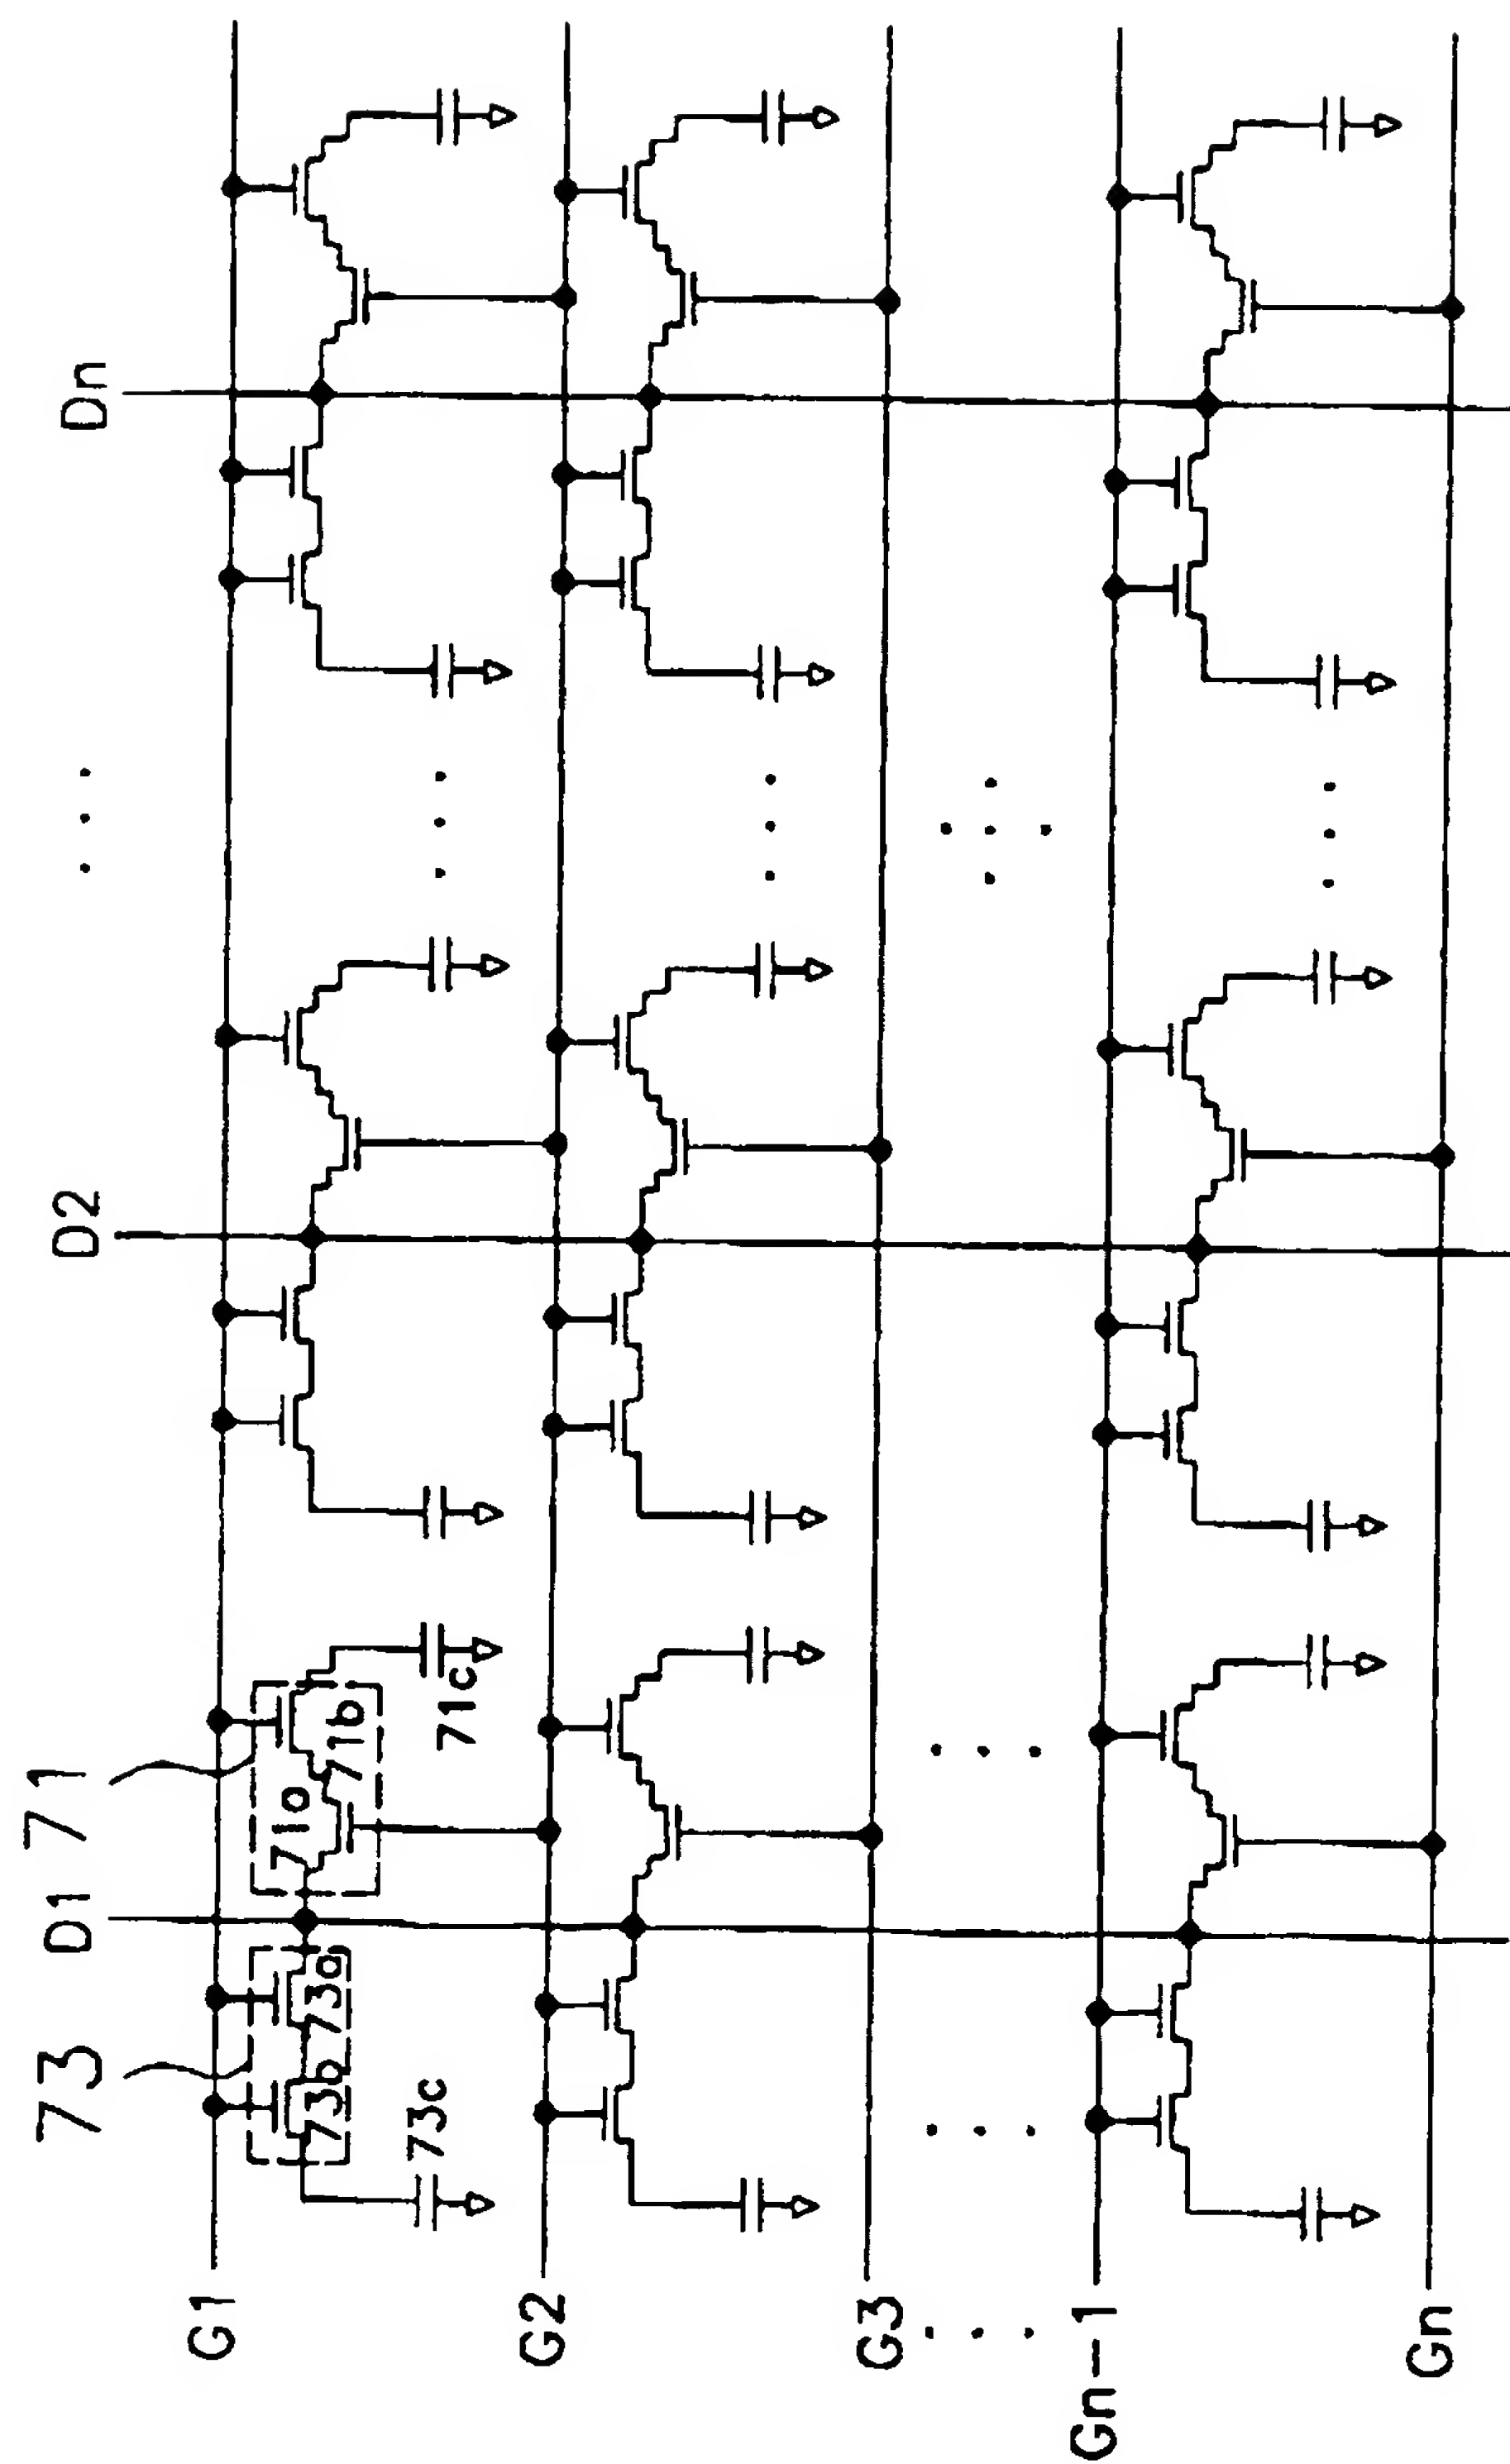 73
D1
71
D2
. . .
Dn
G1
73b
73a
71a
71b
73c
71c
G2
G3
. . .
Gn-1
Gn